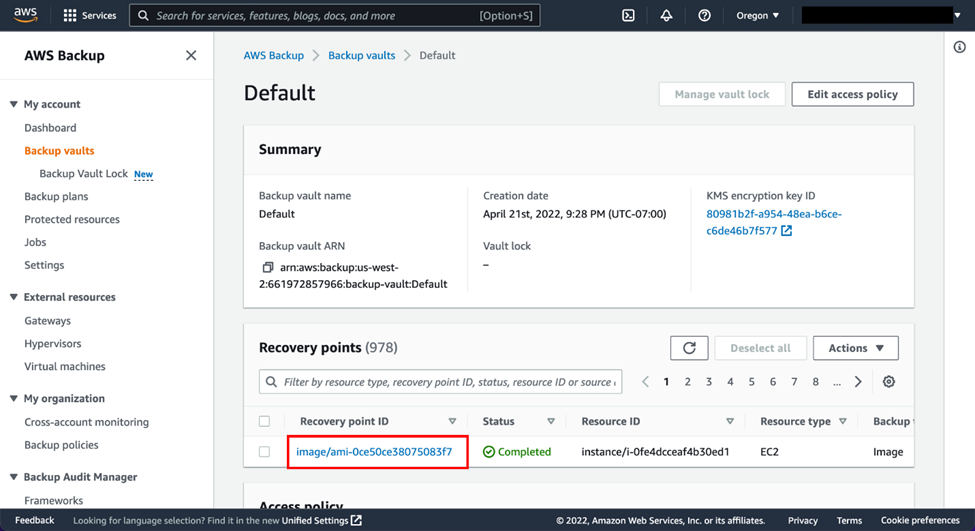 aws
Services
Search for services, features, blogs, docs, and more
[Option+S]
Oregon
AWS Backup
My account
Dashboard
Backup vaults
Backup Vault Lock New
Backup plans
Protected resources
Jobs
Settings
External resources
Gateways
Hypervisors
Virtual machines
My organization
Cross-account monitoring
Backup policies
Backup Audit Manager
Frameworks
AWS Backup > Backup vaults > Default
Default
Manage vault lock
Edit access policy
Summary
Backup vault name
Default
Backup vault ARN
arn:aws:backup:us-west-
2:661972857966:backup-vault:Default
Creation date
April 21st, 2022, 9:28 PM (UTC-07:00)
Vault lock
–
KMS encryption key ID
80981b2f-a954-48ea-b6ce-
c6de46b7f577
Recovery points (978)
Deselect all
Actions
Filter by resource type, recovery point ID, status, resource ID or source
1 2 3 4 5 6 7 8 ...
Recovery point ID Status Resource ID Resource type Backup
image/ami-0ce50ce38075083f7 Completed instance/i-0fe4dcceaf4b30ed1 EC2 Image
Access policy
Feedback Looking for language selection? Find it in the new Unified Settings © 2022, Amazon Web Services, Inc. or its affiliates. Privacy Terms Cookie preferences